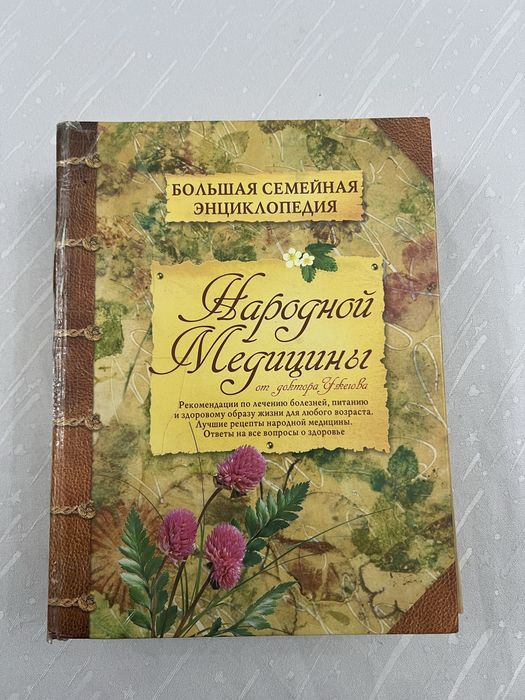 БОЛЬШАЯ СЕМЕЙНАЯ
ЭНЦИКЛОПЕДИЯ
Народной
Медицины
от доктора Ужегова
Рекомендации по лечению болезней, питанию
и здоровому образу жизни для любого возраста.
Лучшие рецепты народной медицины.
Ответы на все вопросы о здоровье